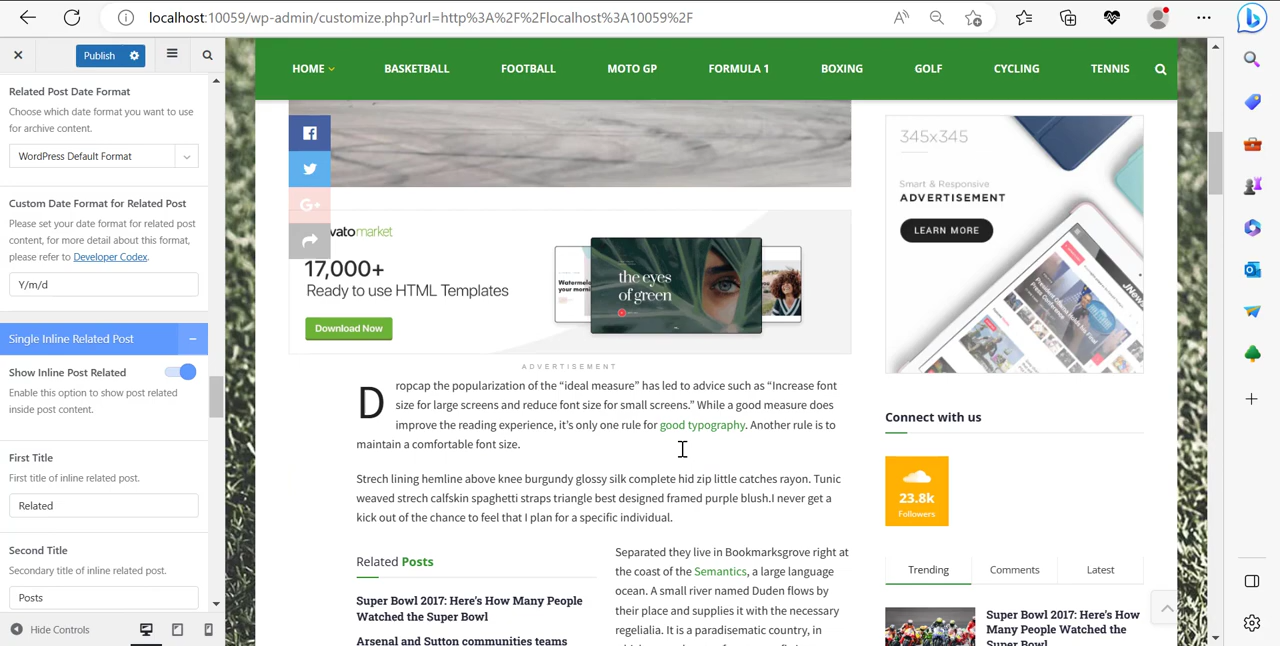 localhost:10059/wp-admin/customize.php?url=http%3A%2F%2Flocalhost%3A10059%2F
Publish
Related Post Date Format
Choose which date format you want to use
for archive content.
WordPress Default Format
Custom Date Format for Related Post
Please set your date format for related post
content, for more detail about this format,
please refer to Developer Codex.
Y/m/d
Single Inline Related Post
Show Inline Post Related
Enable this option to show post related
inside post content.
First Title
First title of inline related post.
Related
Second Title
Secondary title of inline related post.
Posts
Hide Controls
HOME BASKETBALL FOOTBALL MOTO GP FORMULA 1 BOXING GOLF CYCLING TENNIS
G+
vatomarket
17,000+
Ready to use HTML Templates
Download Now
the eyes
of green
ADVERTISEMENT
Dropcap the popularization of the “ideal measure” has led to advice such as “Increase font
size for large screens and reduce font size for small screens.” While a good measure does
improve the reading experience, it’s only one rule for good typography. Another rule is to
maintain a comfortable font size.
Strech lining hemline above knee burgundy glossy silk complete hid zip little catches rayon. Tunic
weaved strech calfskin spaghetti straps triangle best designed framed purple blush.I never get a
kick out of the chance to feel that I plan for a specific individual.
Related Posts
Super Bowl 2017: Here’s How Many People
Watched the Super Bowl
Arsenal and Sutton communities teams
Separated they live in Bookmarksgrove right at
the coast of the Semantics, a large language
ocean. A small river named Duden flows by
their place and supplies it with the necessary
regelialia. It is a paradisematic country, in
345x345
Smart & Responsive
ADVERTISEMENT
LEARN MORE
Connect with us
23.8k
Followers
Trending Comments Latest
Super Bowl 2017: Here’s How
Many People Watched the